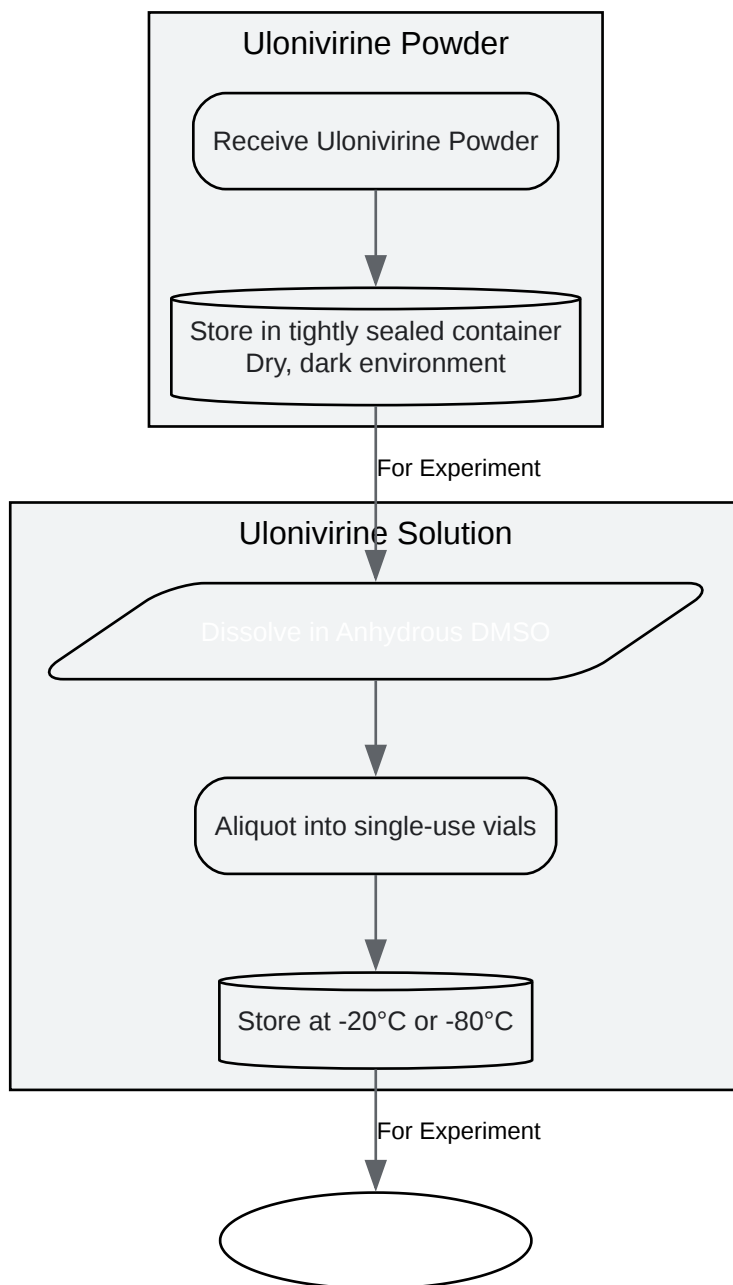 Ulonivirine Powder
Receive Ulonivirine Powder
Store in tightly sealed container
Dry, dark environment
For Experiment
Ulonivirine Solution
Dissolve in Anhydrous DMSO
Aliquot into single-use vials
Store at -20°C or -80°C
For Experiment